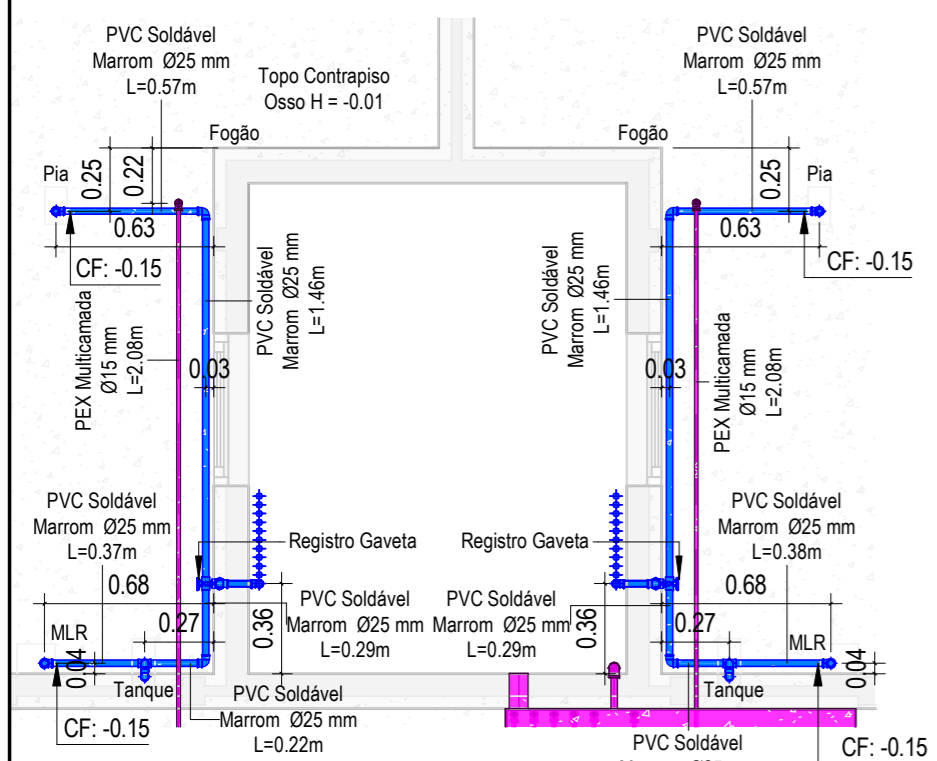 PVC Soldável
Marrom Ø25 mm
L=0.57m
Topo Contrapiso
Osso H = -0.01
PVC Soldável
Marrom Ø25 mm
L=0.57m
Fogão
Fogão
Pia
0.25
0.22
0.25
Pia
0.63
0.63
CF: -0.15
CF: -0.15
PVC Soldável
Marrom Ø25 mm
L=1.46m
PVC Soldável
Marrom Ø25 mm
L=1.46m
PEX Multicamada
Ø15 mm
L=2.08m
0.03
0.03
PEX Multicamada
Ø15 mm
L=2.08m
PVC Soldável
Marrom Ø25 mm
L=0.37m
Registro Gaveta
Registro Gaveta
PVC Soldável
Marrom Ø25 mm
L=0.38m
0.68
0.68
PVC Soldável
Marrom Ø25 mm
L=0.29m
PVC Soldável
Marrom Ø25 mm
L=0.29m
0.27
0.36
0.36
0.27
MLR
0.04
MLR
0.04
Tanque
Tanque
CF: -0.15
PVC Soldável
Marrom Ø25 mm
L=0.22m
PVC Soldável
CF: -0.15